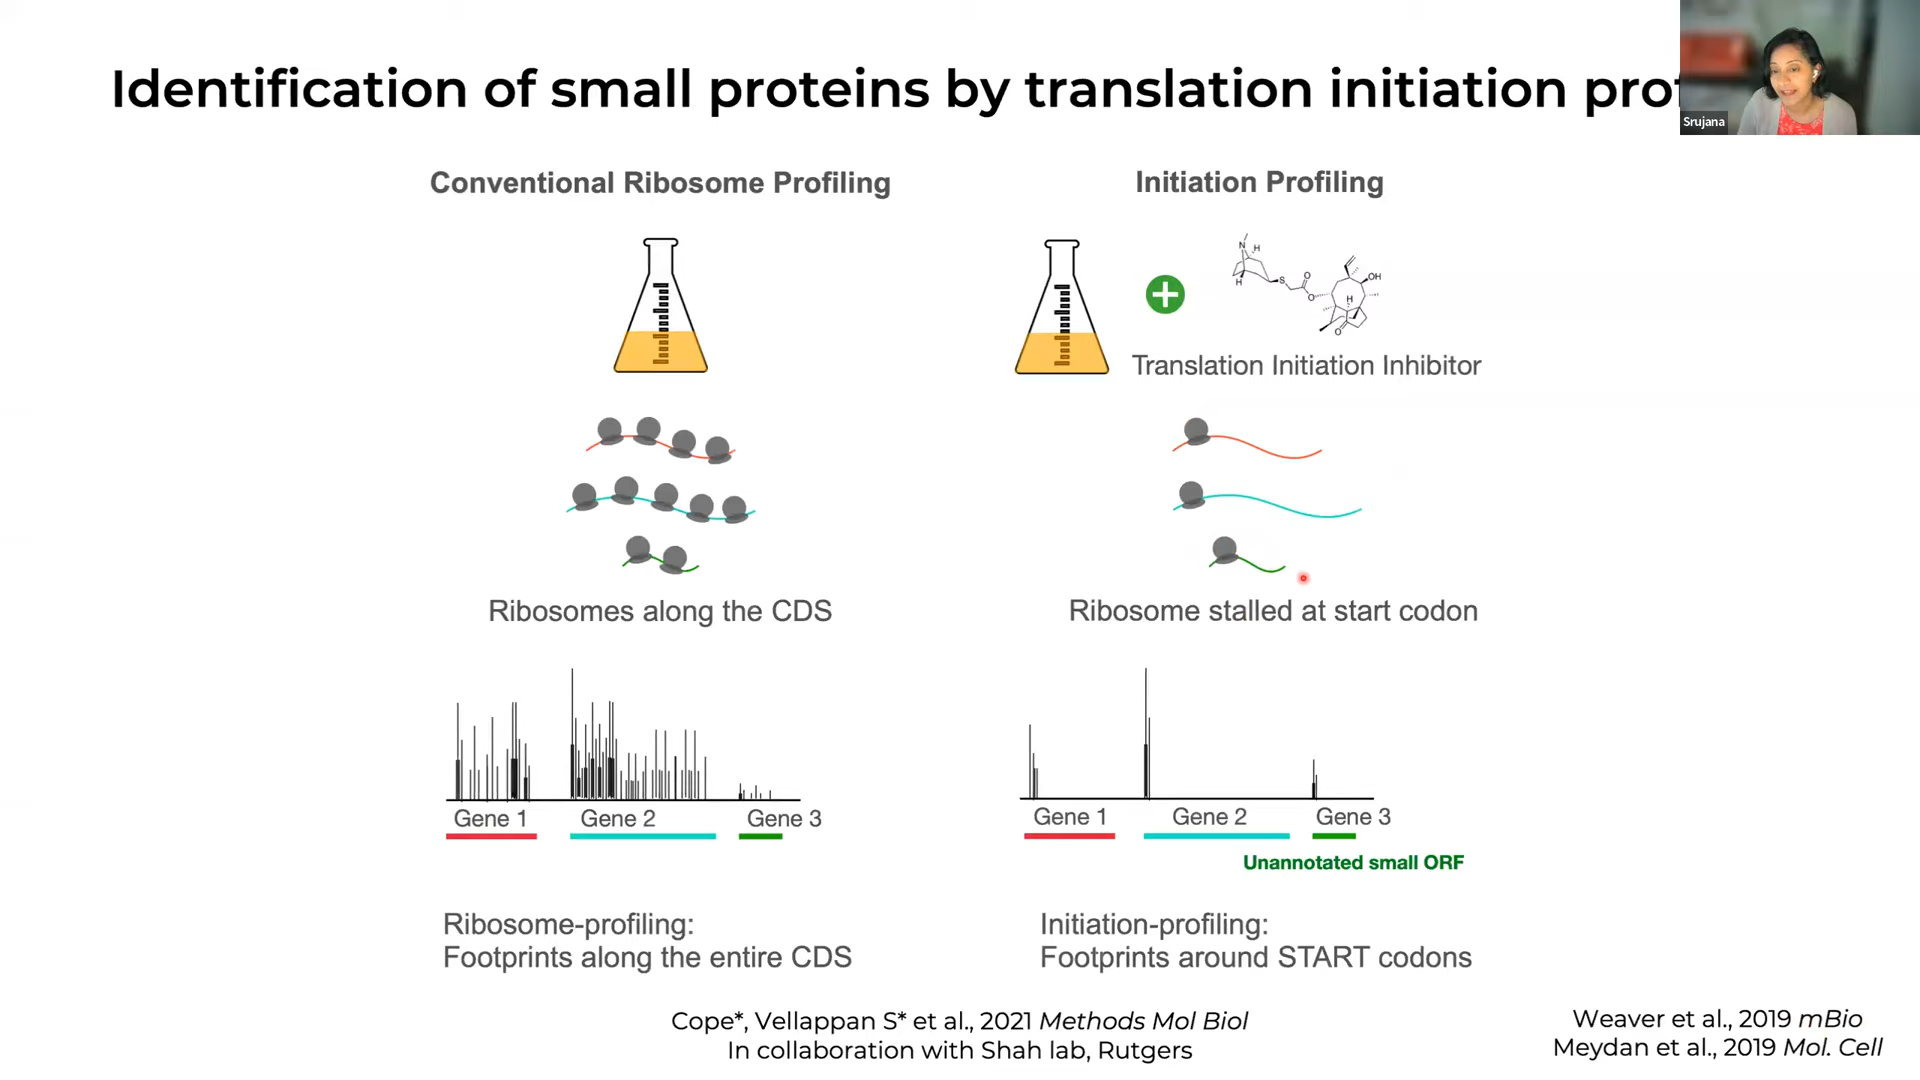 Identification of small proteins by translation initiation
Srujana
Conventional Ribosome Profiling
Initiation Profiling
N
H
H
S
O
O
OH
H
O
Translation Initiation Inhibitor
Ribosomes along the CDS
Ribosome stalled at start codon
Gene 1
Gene 2
Gene 3
Gene 1
Gene 2
Gene 3
Unannotated small ORF
Ribosome-profiling:
Footprints along the entire CDS
Initiation-profiling:
Footprints around START codons
Cope*, Vellappan S* et al., 2021 Methods Mol Biol
In collaboration with Shah lab, Rutgers
Weaver et al., 2019 mBio
Meydan et al., 2019 Mol. Cell